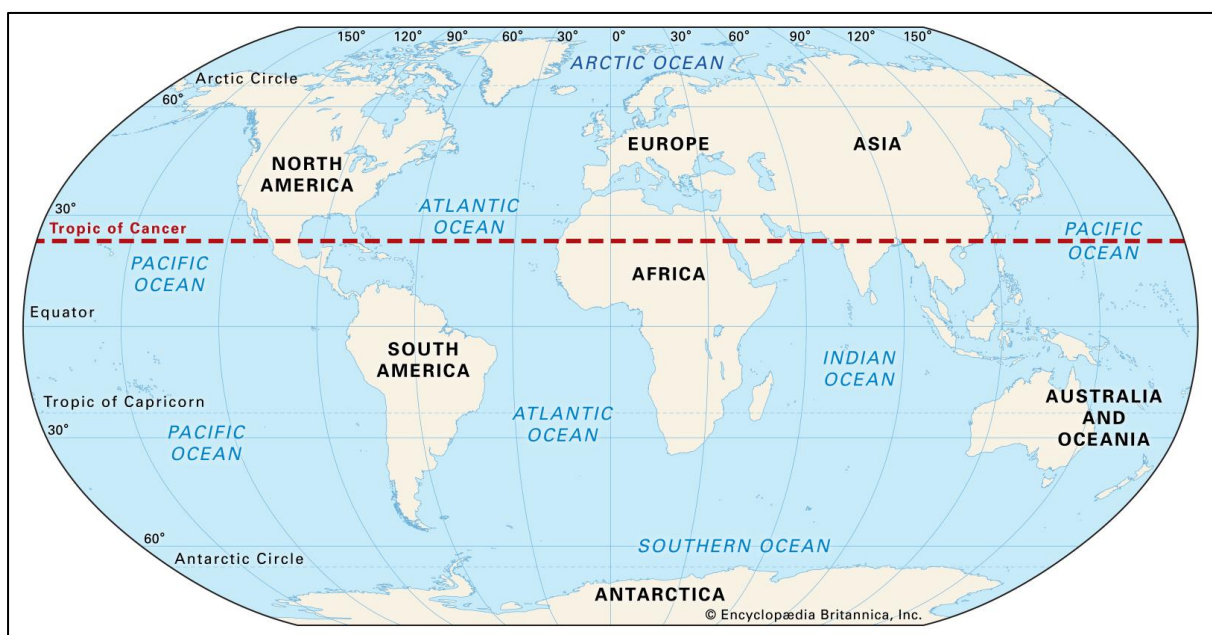 150° 120° 90° 60° 30° 0° 30° 60° 90° 120° 150°
ARCTIC OCEAN
Arctic Circle
60°
NORTH
AMERICA
EUROPE
ASIA
30°
ATLANTIC
OCEAN
Tropic of Cancer
PACIFIC
OCEAN
PACIFIC
OCEAN
AFRICA
Equator
SOUTH
AMERICA
INDIAN
OCEAN
Tropic of Capricorn
ATLANTIC
OCEAN
AUSTRALIA
AND
OCEANIA
30°
PACIFIC
OCEAN
60°
Antarctic Circle
SOUTHERN OCEAN
ANTARCTICA
© Encyclopædia Britannica, Inc.